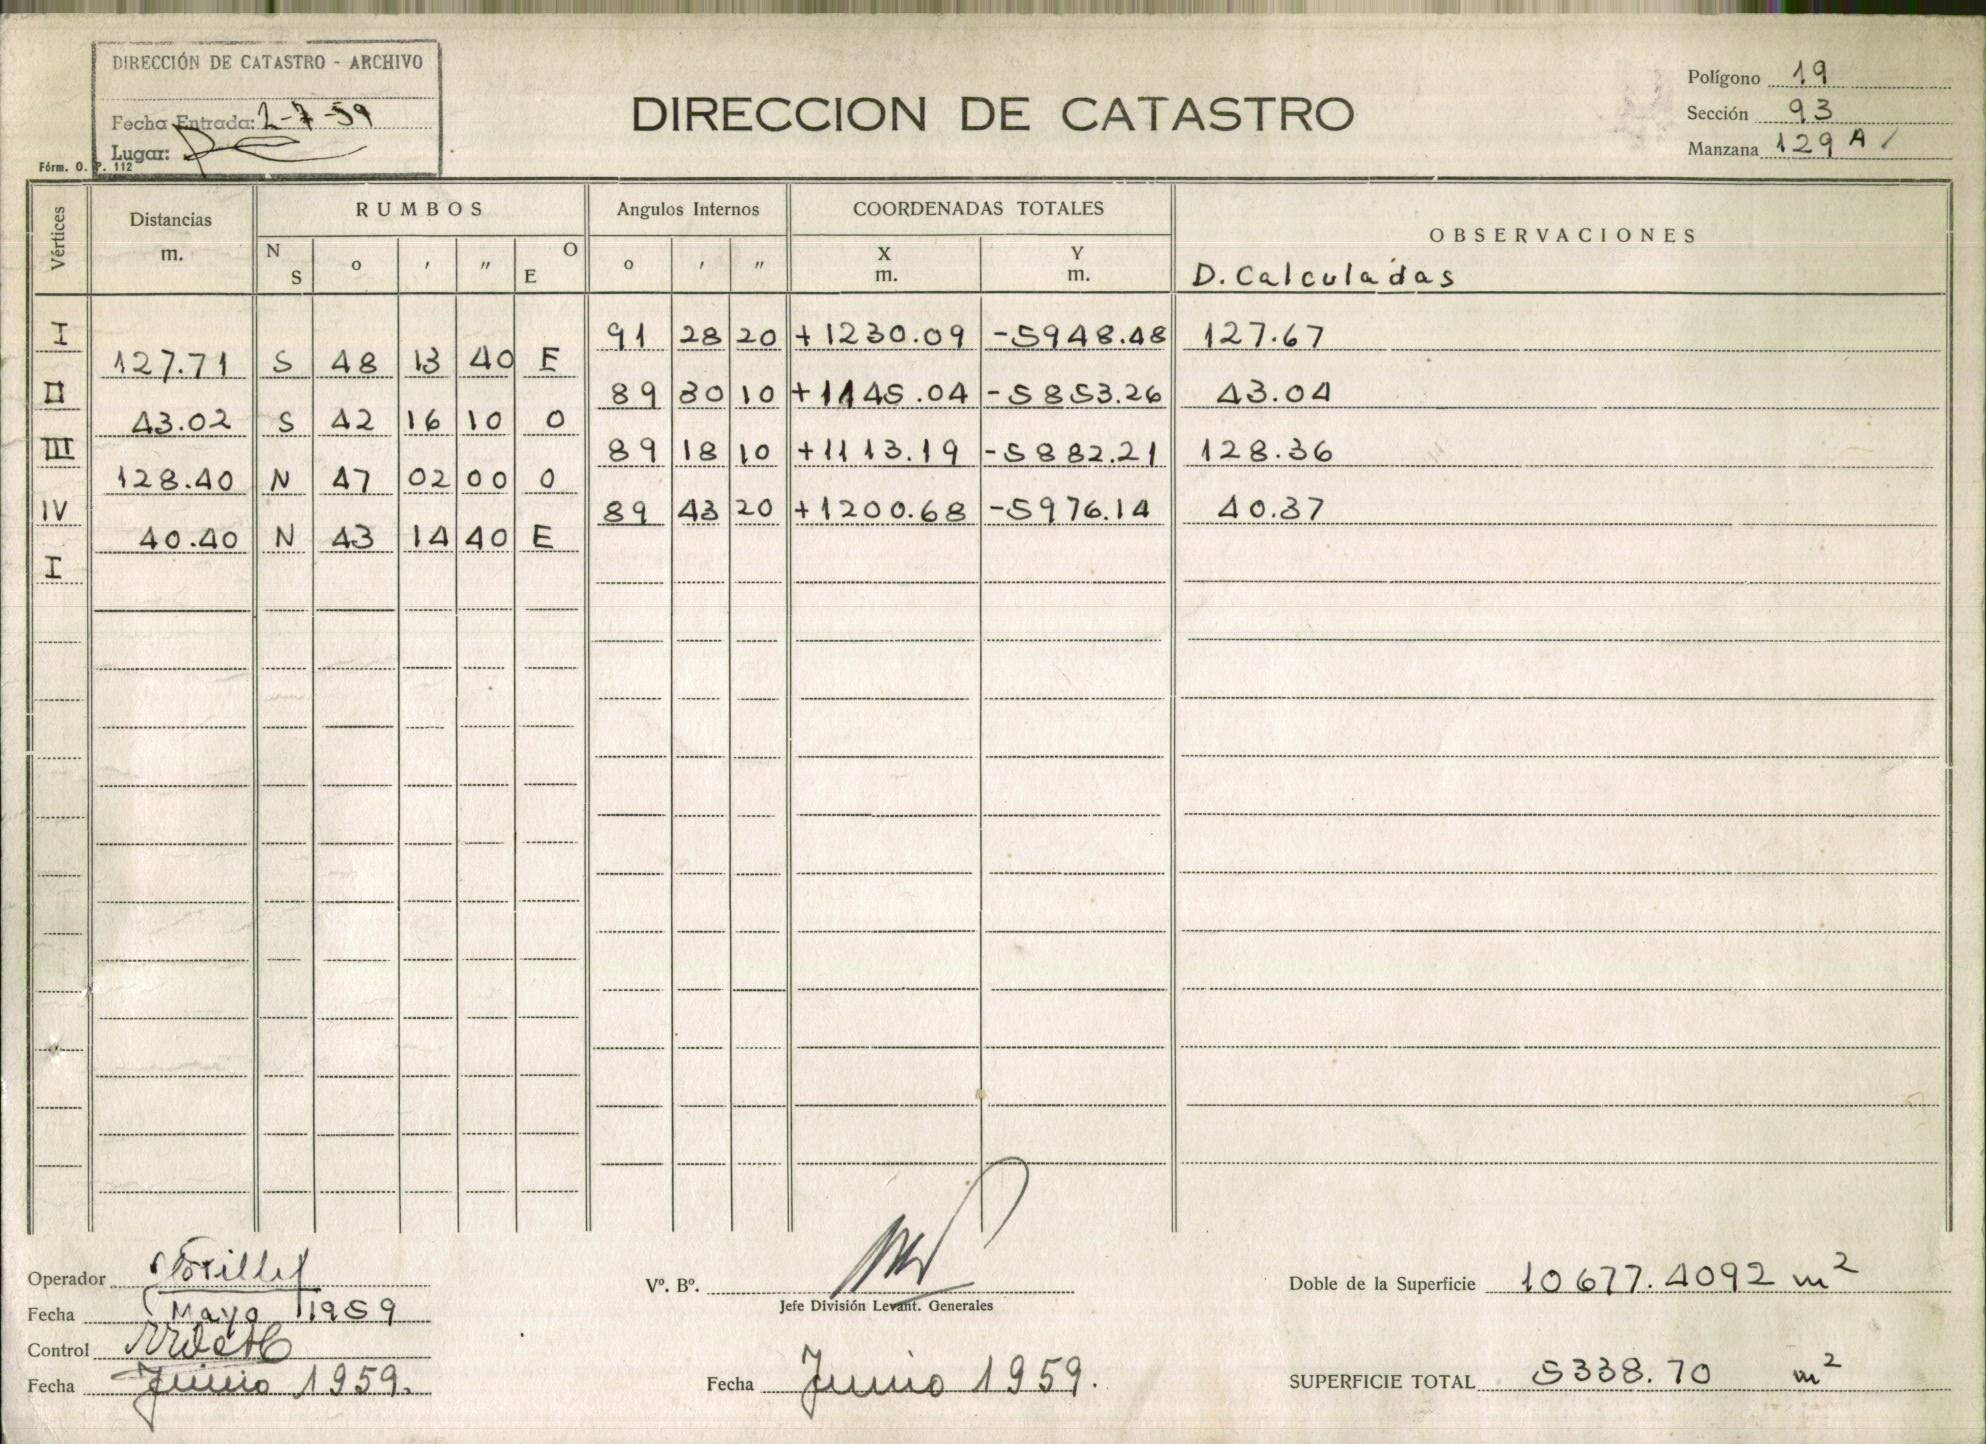 DIRECCIÓN DE CATASTRO - ARCHIVO
Fecha Entrada: 2-7-59
Lugar:
Fórm. O. P. 112
DIRECCION DE CATASTRO
Polígono 19
Sección 93
Manzana 129 A /
Vértices
Distancias m.
RUMBOS
N S o ' " O E
Angulos Internos
o ' "
COORDENADAS TOTALES
X m. Y m.
OBSERVACIONES
D. Calculadas
I 91 28 20 +1230.09 -5948.48 127.67
127.71 S 48 13 40 E
II 89 30 10 +1145.04 -5853.26 43.04
43.02 S 42 16 10 O
III 89 18 10 +1113.19 -5882.21 128.36
128.40 N 47 02 00 O
IV 89 43 20 +1200.68 -5976.14 40.37
40.40 N 43 14 40 E
I
Operador
Fecha Mayo 1959
Control
Fecha Junio 1959.
Vº. Bº.
Jefe División Levant. Generales
Fecha Junio 1959.
Doble de la Superficie 10677.4092 m2
SUPERFICIE TOTAL 5338.70 m2